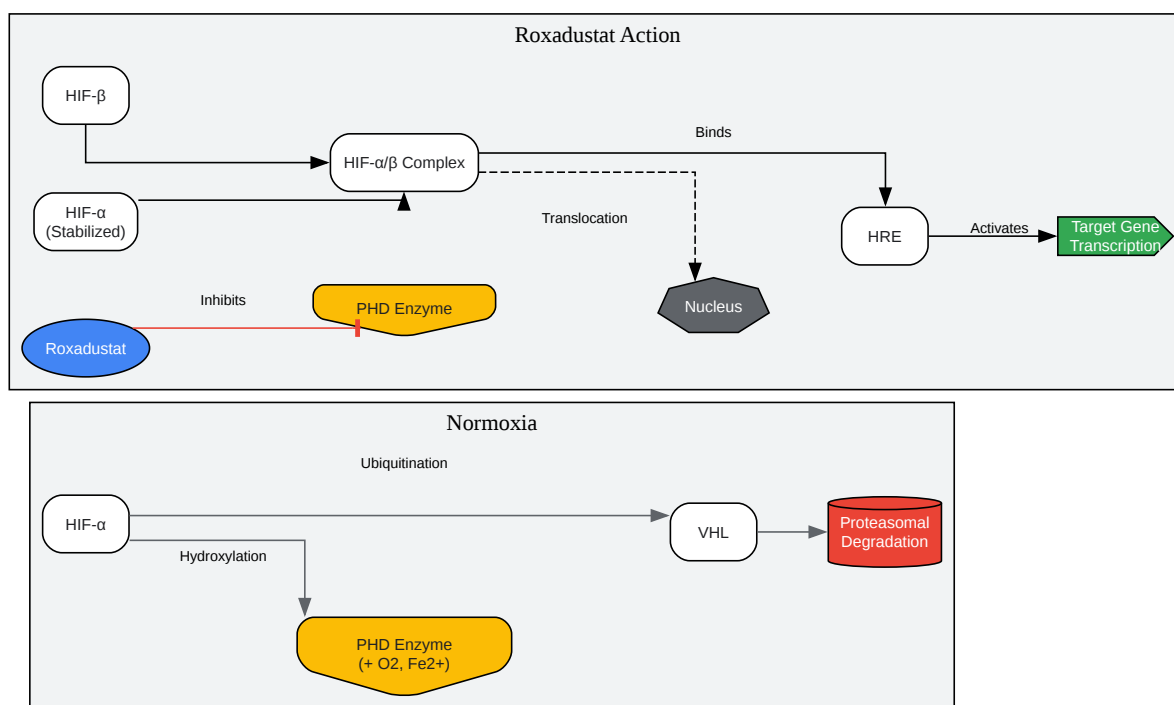 Roxadustat Action
HIF-β
Binds
HIF-α/β Complex
HIF-α
(Stabilized)
Translocation
HRE
Activates
Target Gene
Transcription
Inhibits
PHD Enzyme
Nucleus
Roxadustat
Normoxia
Ubiquitination
HIF-α
VHL
Proteasomal
Degradation
Hydroxylation
PHD Enzyme
(+ O2, Fe2+)